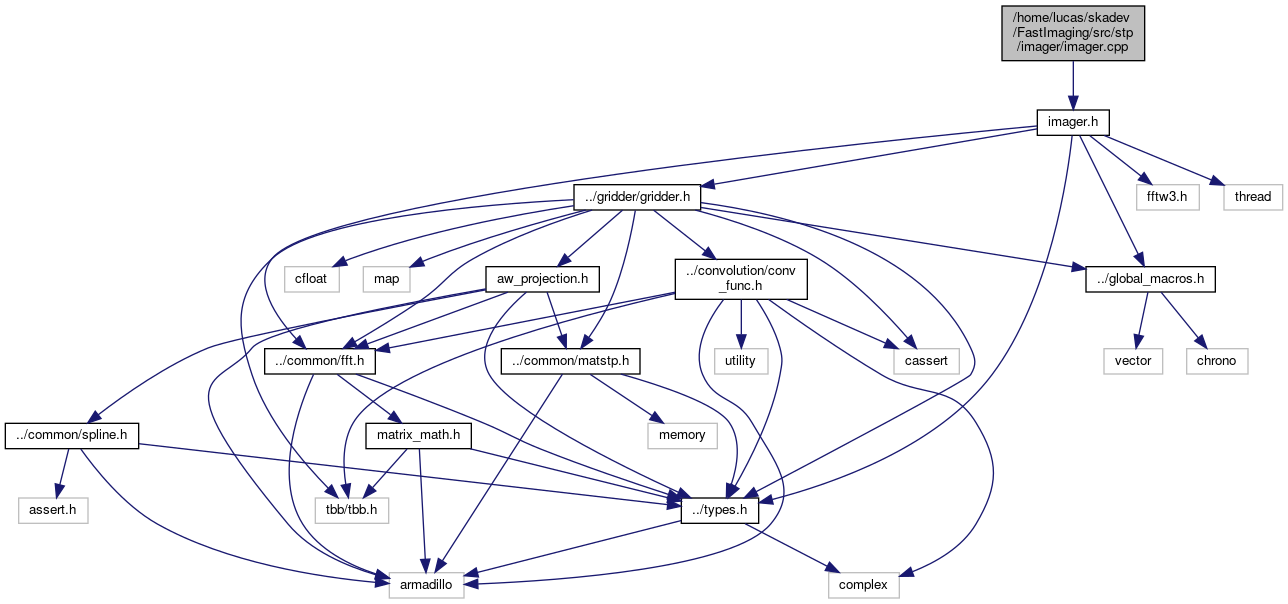 /home/lucas/skadev
/FastImaging/src/stp
/imager/imager.cpp
imager.h
../gridder/gridder.h
fftw3.h
thread
cfloat
map
aw_projection.h
../convolution/conv
_func.h
../global_macros.h
../common/fft.h
../common/matstp.h
utility
cassert
vector
chrono
../common/spline.h
matrix_math.h
memory
assert.h
tbb/tbb.h
../types.h
armadillo
complex